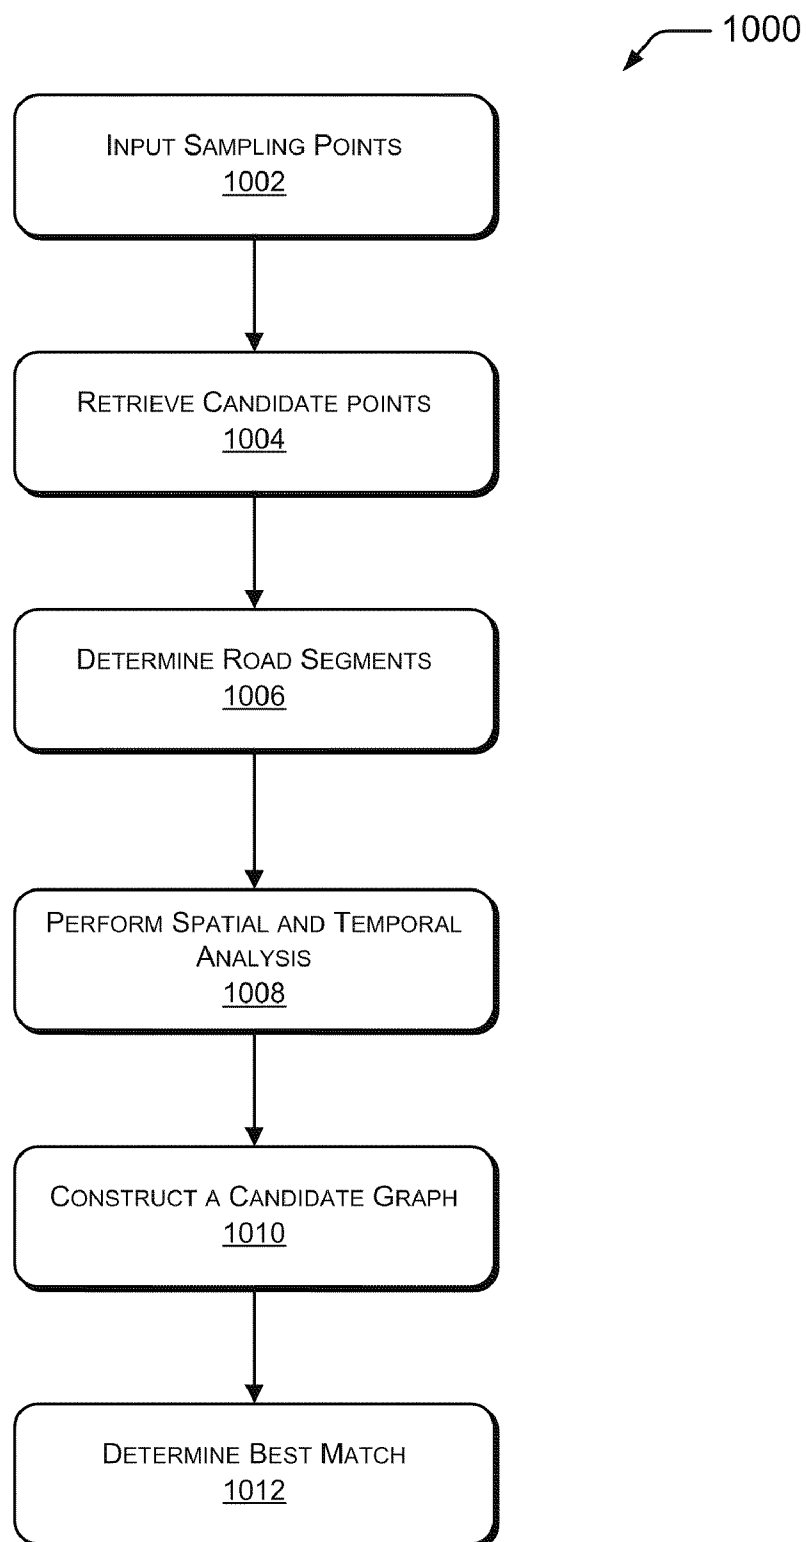 1000
INPUT SAMPLING POINTS
1002
RETRIEVE CANDIDATE POINTS
1004
DETERMINE ROAD SEGMENTS
1006
PERFORM SPATIAL AND TEMPORAL
ANALYSIS
1008
CONSTRUCT A CANDIDATE GRAPH
1010
DETERMINE BEST MATCH
1012